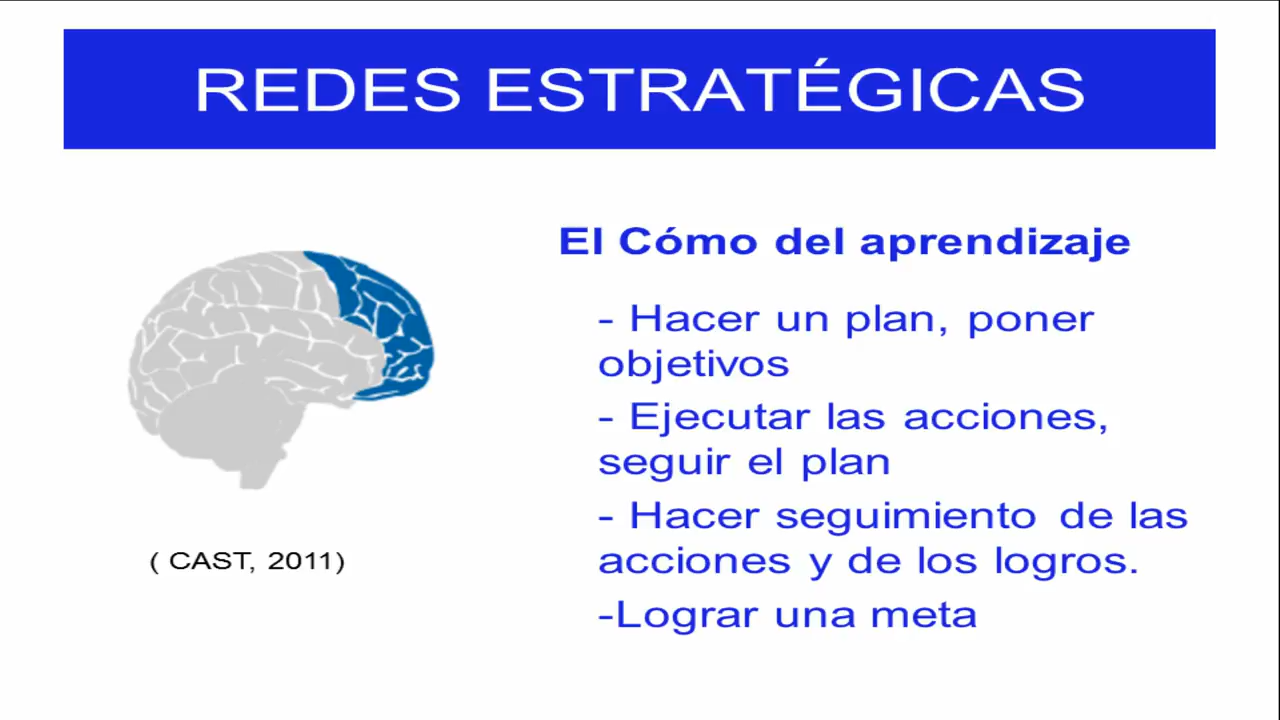 REDES ESTRATÉGICAS
El Cómo del aprendizaje
- Hacer un plan, poner
objetivos
- Ejecutar las acciones,
seguir el plan
- Hacer seguimiento de las
acciones y de los logros.
-Lograr una meta
( CAST, 2011)